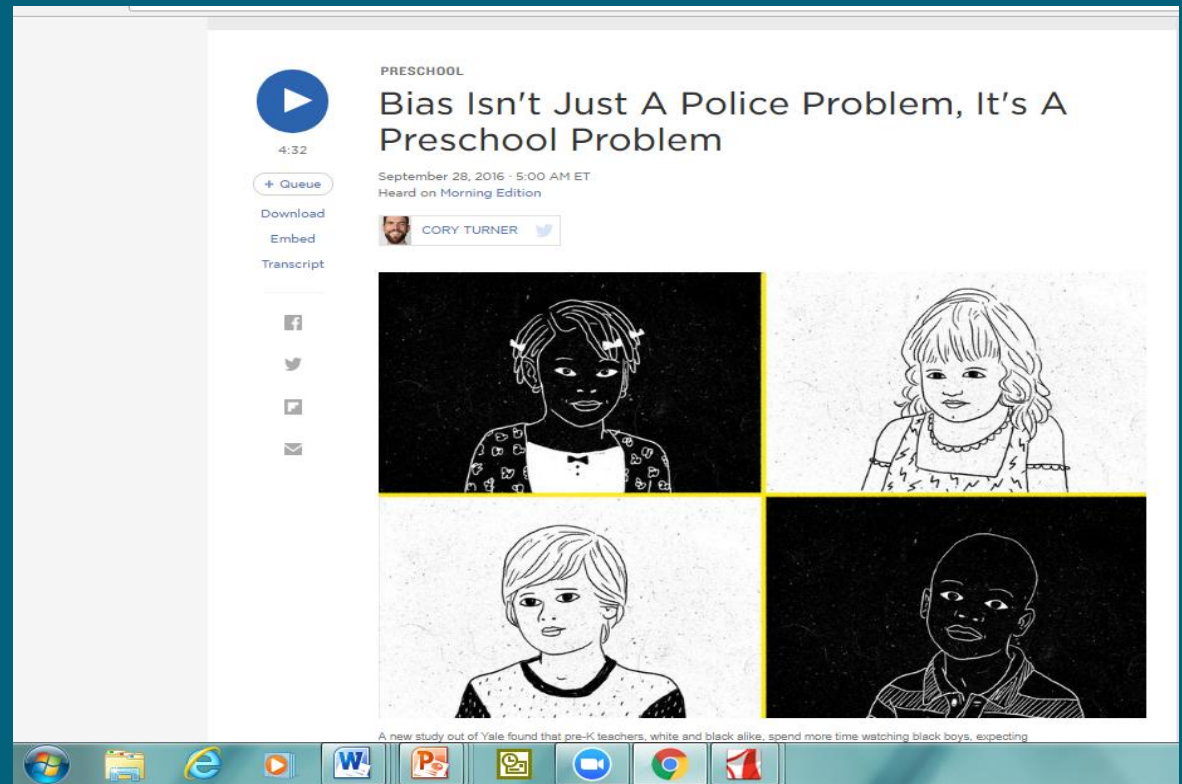 PRESCHOOL
Bias Isn't Just A Police Problem, It's A
Preschool Problem
4:32
September 28, 2016 · 5:00 AM ET
+ Queue
Heard on Morning Edition
Download
CORY TURNER
Embed
Transcript
A new study out of Yale found that pre-K teachers, white and black alike, spend more time watching black boys, expecting